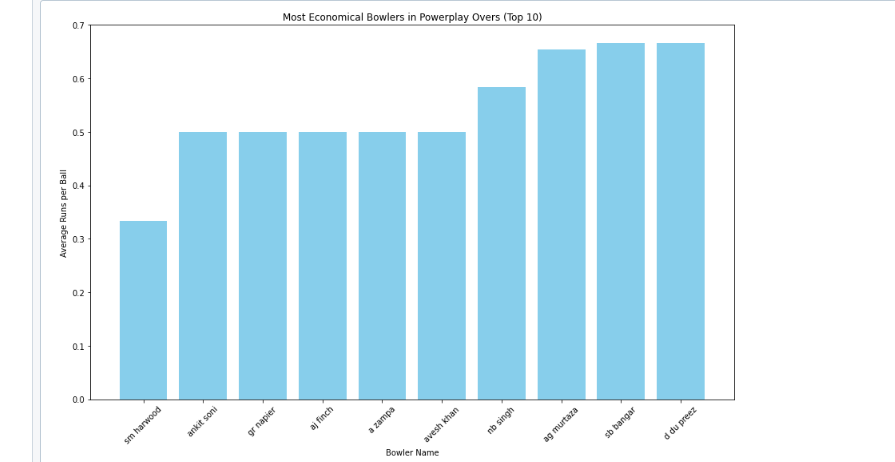 Most Economical Bowlers in Powerplay Overs (Top 10)
0.7
0.6
0.5
0.4
0.3
0.2
0.1
0.0
Average Runs per Ball
sm harwood
ankit soni
gr napier
aj finch
a zampa
avesh khan
nb singh
ag murtaza
sb bangar
d du preez
Bowler Name